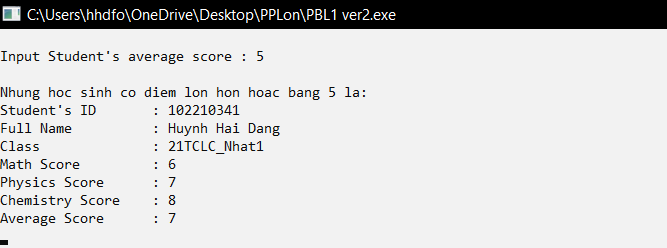 C:\Users\hhdfo\OneDrive\Desktop\PPLon\PBL1 ver2.exe
Input Student's average score : 5
Nhung hoc sinh co diem lon hon hoac bang 5 la:
Student's ID       : 102210341
Full Name          : Huynh Hai Dang
Class              : 21TCLC_Nhat1
Math Score         : 6
Physics Score      : 7
Chemistry Score    : 8
Average Score      : 7